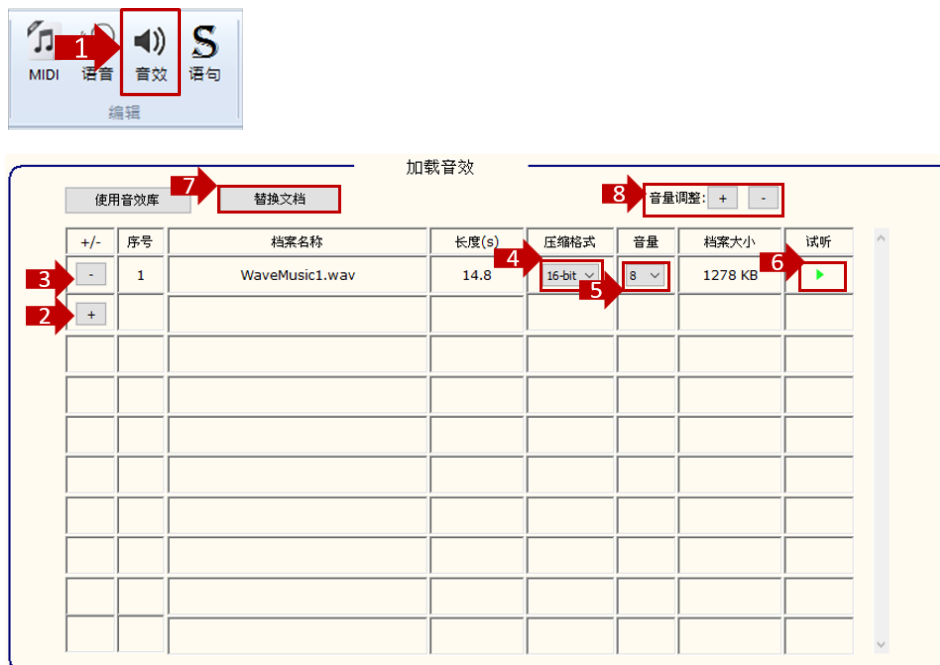 S
1
MIDI 语音 音效 语句
编辑
加载音效
7 8
使用音效库 替换文档 音量调整: + -
+/- 序号 档案名称 长度(s) 压缩格式 音量 档案大小 试听
4 6
3 - 1 WaveMusic1.wav 14.8 16-bit 8 1278 KB
5
2 +